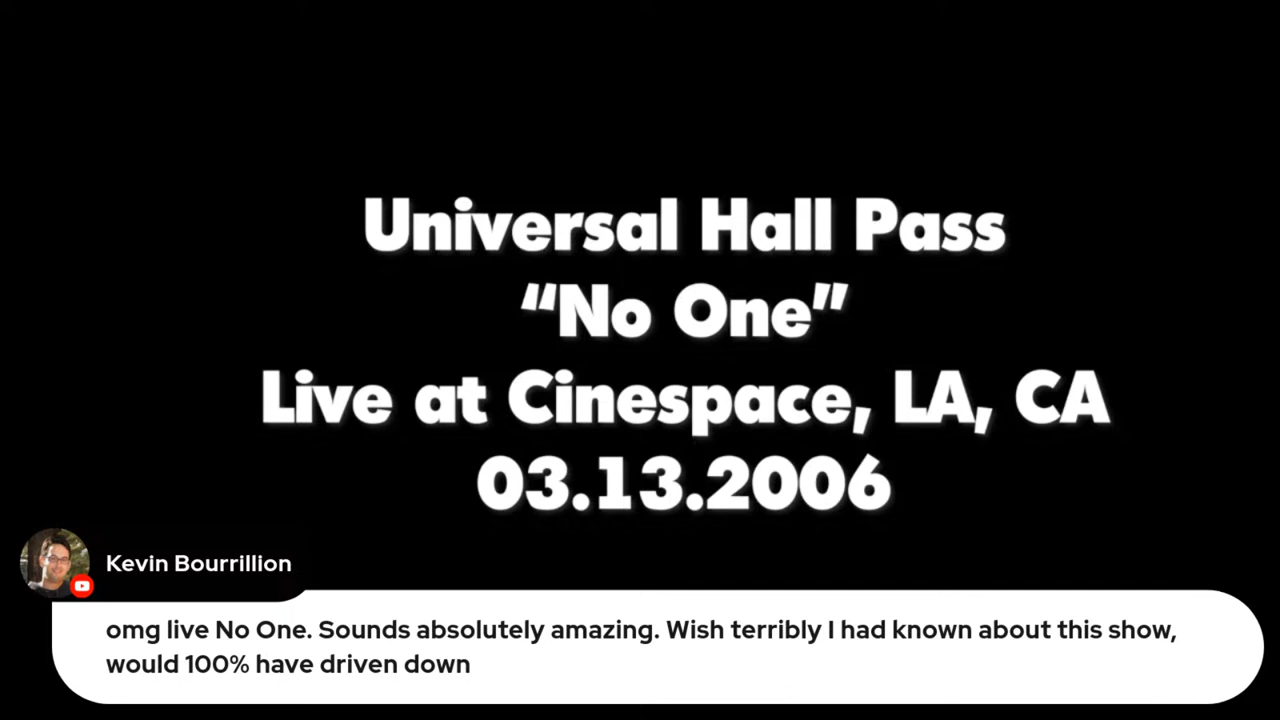 Universal Hall Pass
“No One”
Live at Cinespace, LA, CA
03.13.2006
Kevin Bourrillion
omg live No One. Sounds absolutely amazing. Wish terribly I had known about this show,
would 100% have driven down